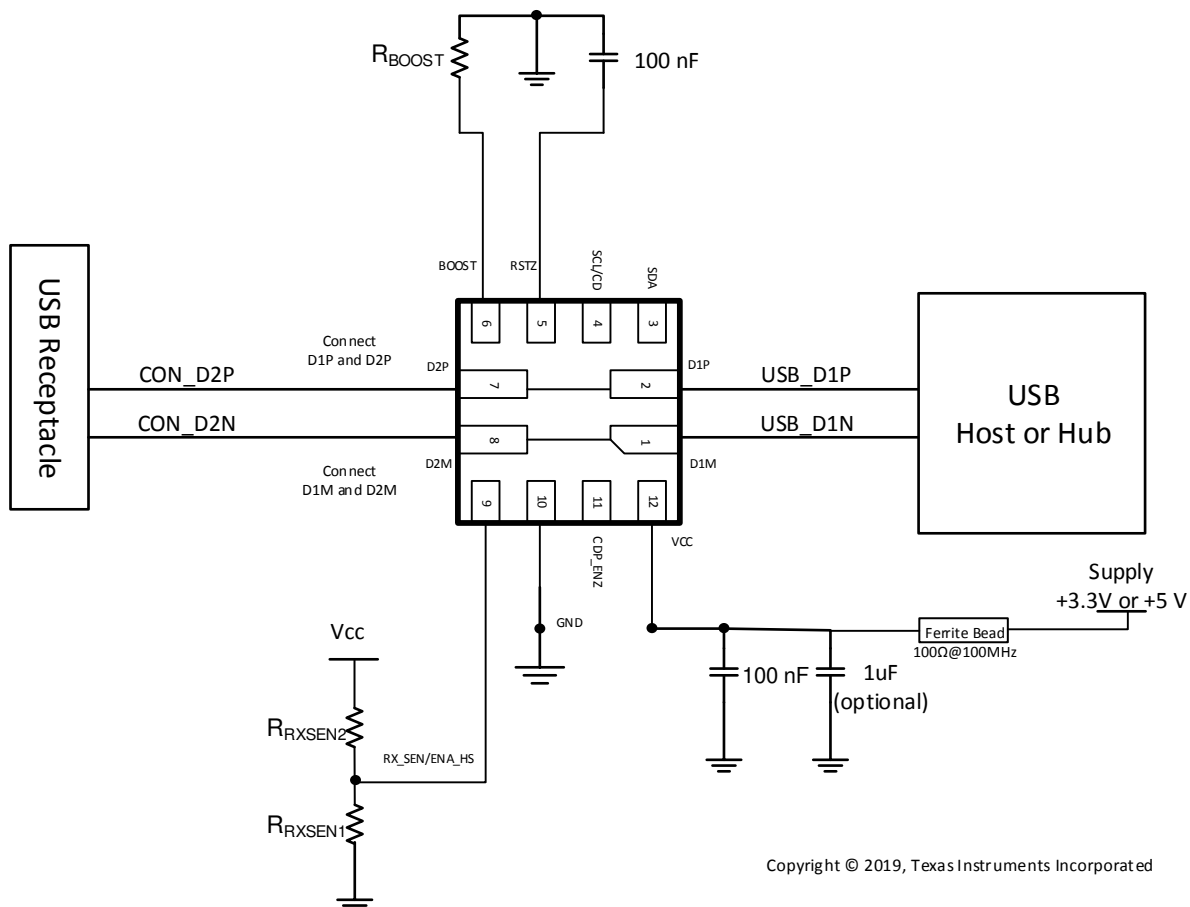 RBOOST
100 nF
BOOST
RSTZ
SCL/CD
SDA
6
5
4
3
USB Receptacle
Connect
D1P and D2P
D2P
D1P
CON_D2P
7
2
USB_D1P
CON_D2N
8
1
USB_D1N
USB
Host or Hub
D2M
D1M
Connect
D1M and D2M
9
10
11
12
CDP_ENZ
VCC
GND
Supply
+3.3V or +5 V
Ferrite Bead
100Ω@100MHz
100 nF
1uF
(optional)
Vcc
RRXSEN2
RX_SEN/ENA_HS
RRXSEN1
Copyright © 2019, Texas Instruments Incorporated